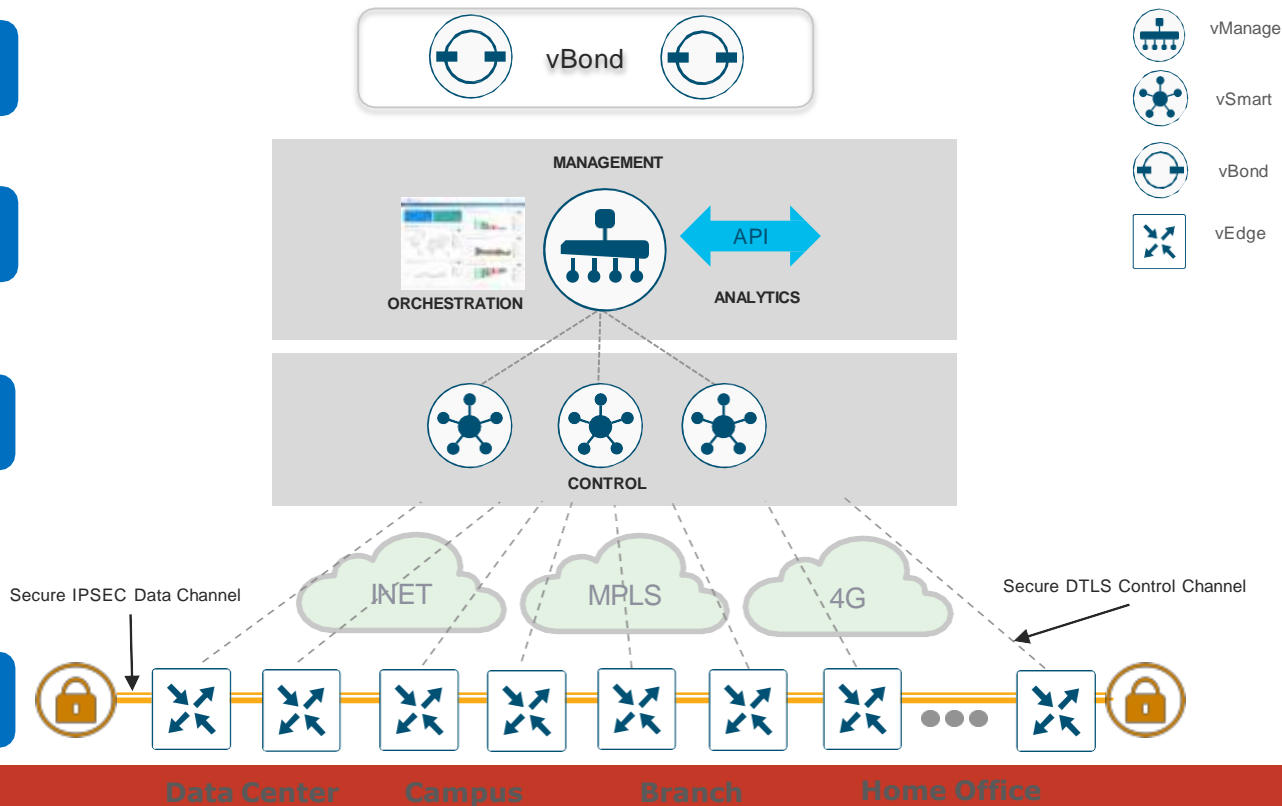 vBond
vManage
vSmart
vBond
vEdge
MANAGEMENT
API
ORCHESTRATION
ANALYTICS
CONTROL
INET
MPLS
4G
Secure IPSEC Data Channel
Secure DTLS Control Channel
Data Center
Campus
Branch
Home Office